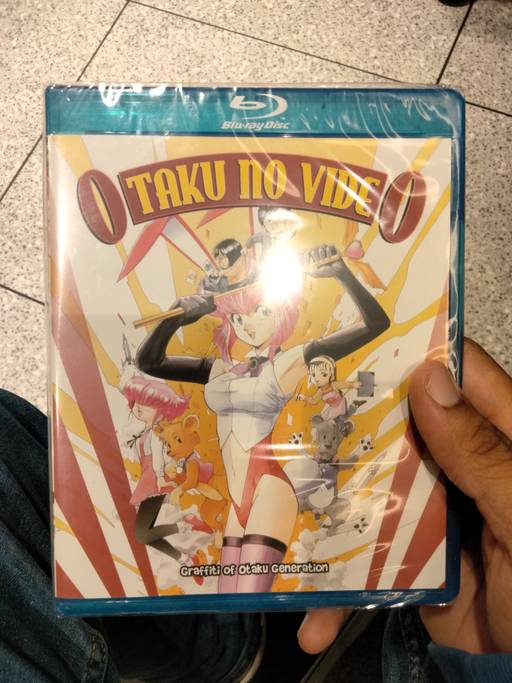 Blu-ray Disc
OTAKU NO VIDEO
Graffiti of Otaku Generation